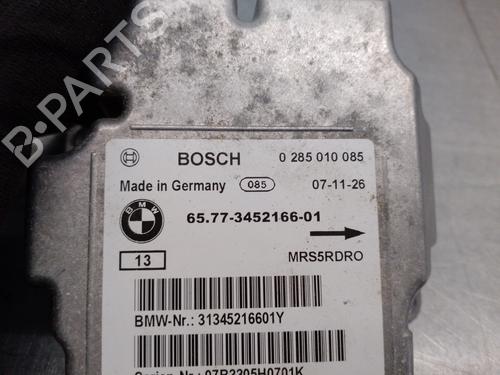 B-PARTS
BOSCH 0 285 010 085
Made in Germany 085 07-11-26
BMW
65.77-3452166-01
13 MRS5RDRO
BMW-Nr.: 31345216601Y
07R2305H0701K